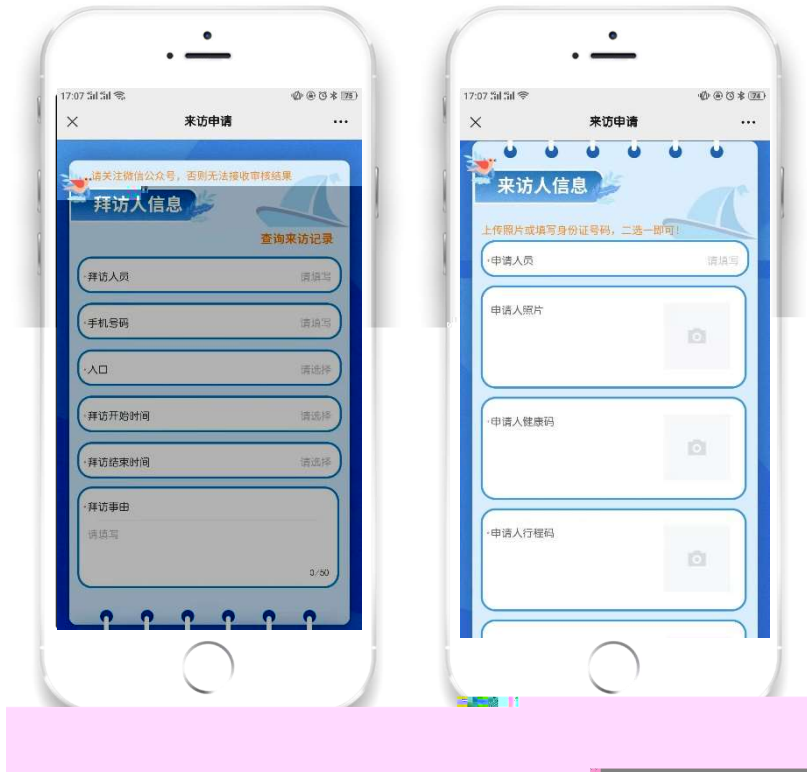 17:07
75
来访申请
...请关注微信公众号，否则无法接收审核结果
拜访人信息
查询来访记录
·拜访人员 请填写
·手机号码 请填写
·入口 请选择
·拜访开始时间 请选择
·拜访结束时间 请选择
·拜访事由
请填写
0/50
17:07
74
来访申请
来访人信息
上传照片或填写身份证号码，二选一即可！
·申请人员 请填写
申请人照片
·申请人健康码
·申请人行程码